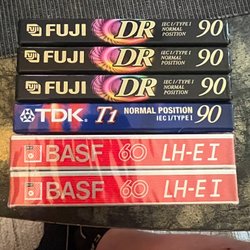 FUJI DR IEC I/TYPE I NORMAL POSITION 90
FUJI DR IEC I/TYPE I NORMAL POSITION 90
FUJI DR IEC I/TYPE I NORMAL POSITION 90
TDK T1 NORMAL POSITION IEC I/TYPE I 90
BASF 60 LH-E I
BASF 60 LH-E I